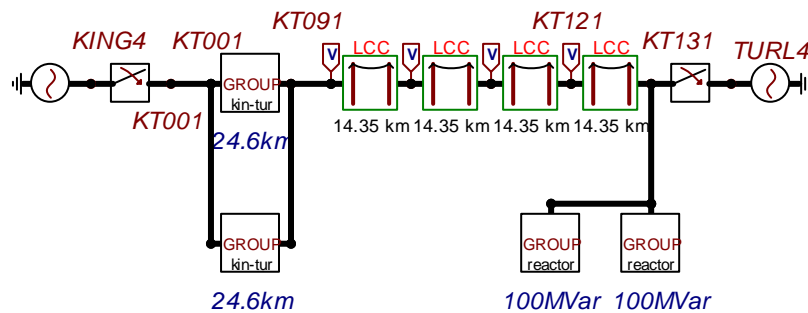 KING4
KT001
KT091
KT121
KT131
TURL4
LCC
LCC
LCC
LCC
V
V
V
V
GROUP
kin-tur
KT001
24.6km
14.35 km
14.35 km
14.35 km
14.35 km
GROUP
kin-tur
24.6km
GROUP
reactor
GROUP
reactor
100MVar
100MVar